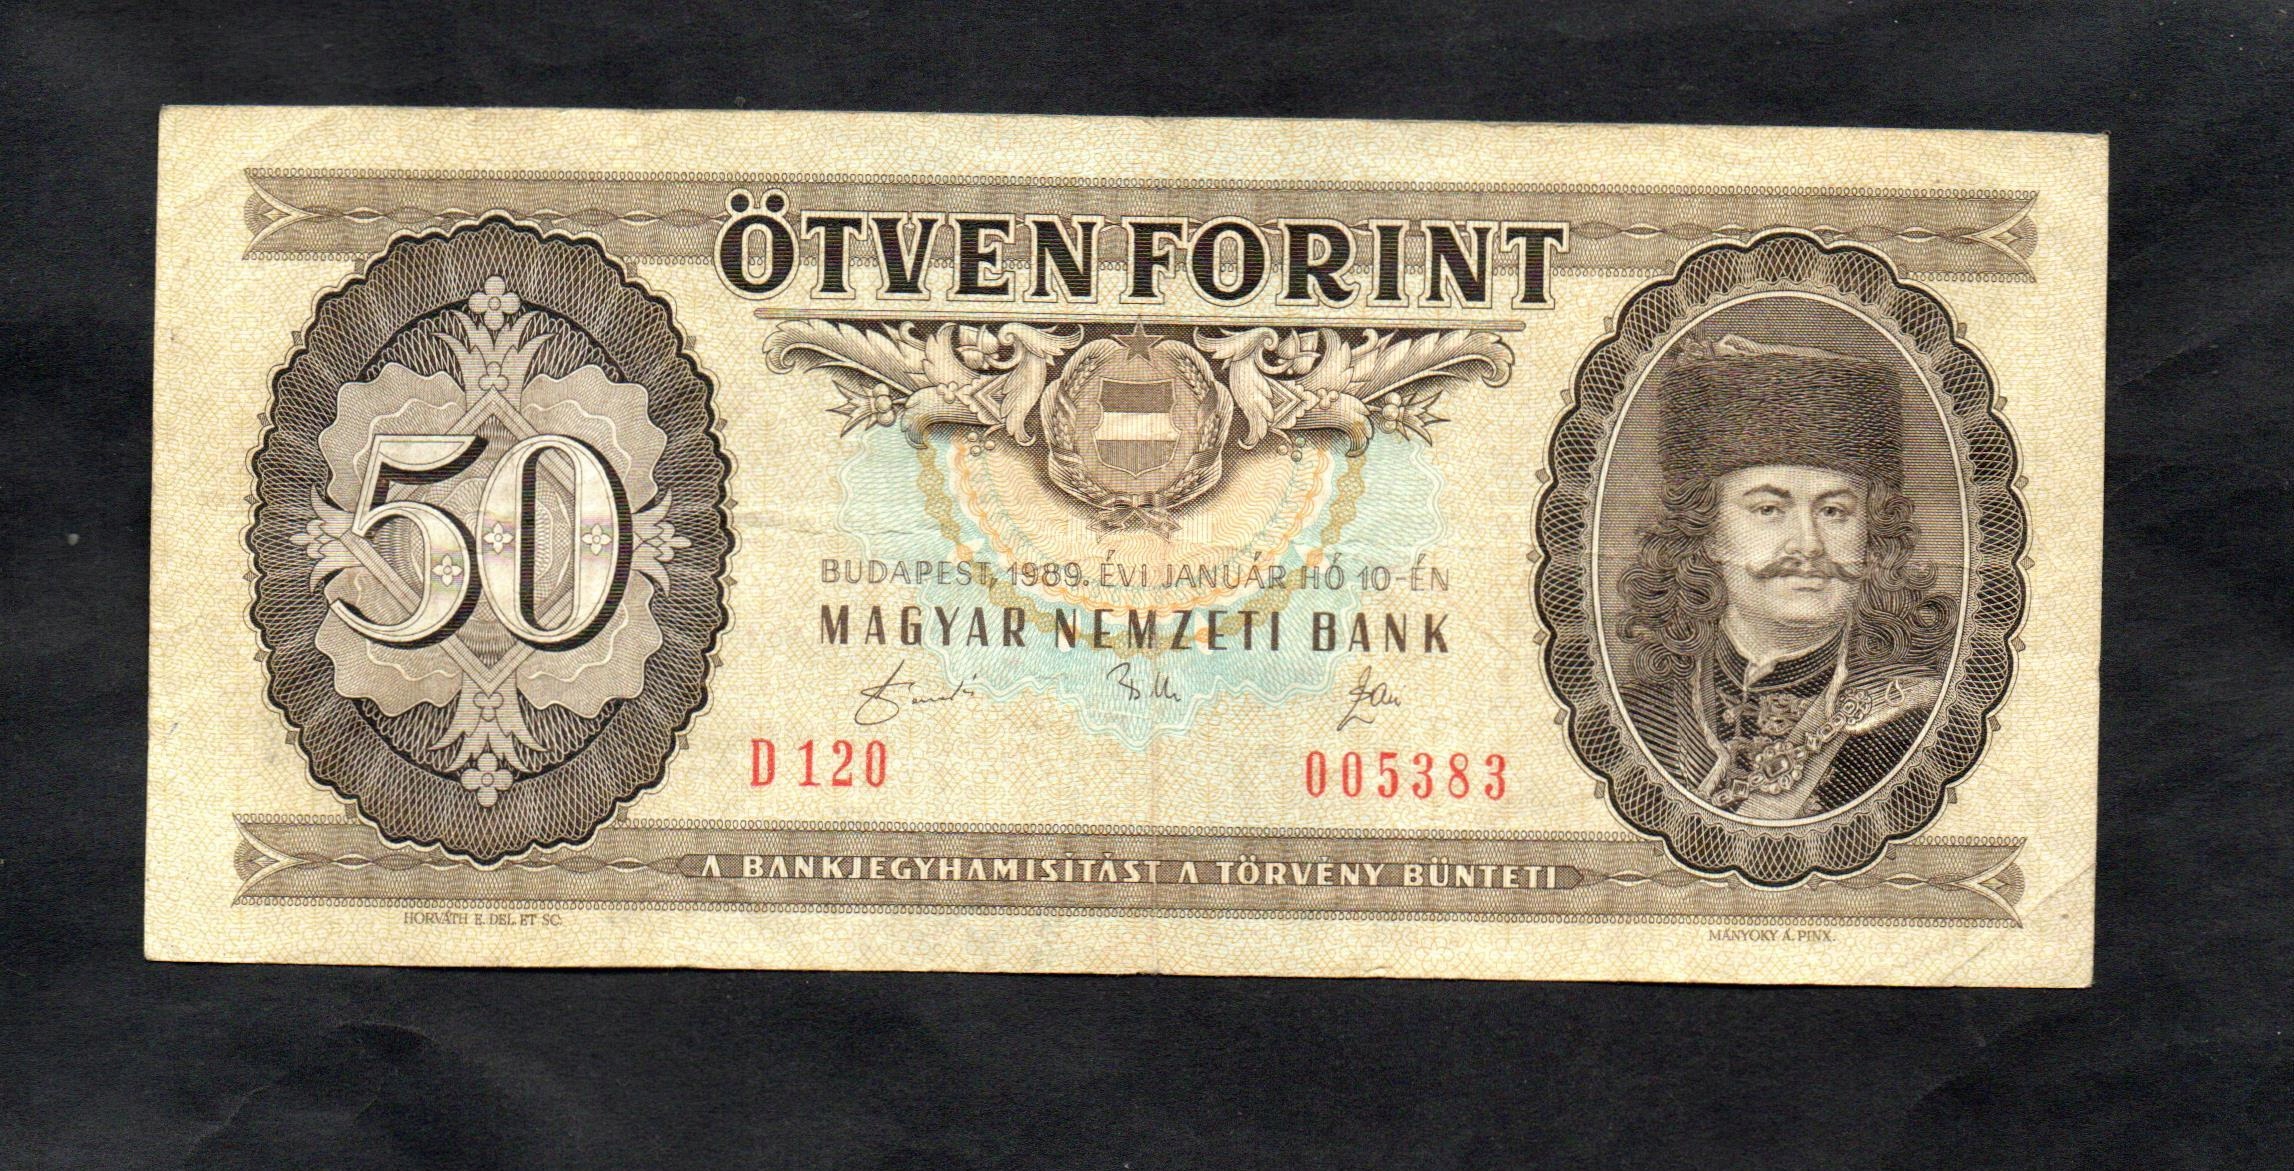 ÖTVEN FORINT
50
BUDAPEST, 1989. ÉVI JANUÁR HÓ 10-ÉN
MAGYAR NEMZETI BANK
D 120
005383
A BANKJEGYHAMISÍTÁST A TÖRVÉNY BÜNTETI
HORVÁTH E. DEL. ET SC.
MÁNYOKY Á. PINX.